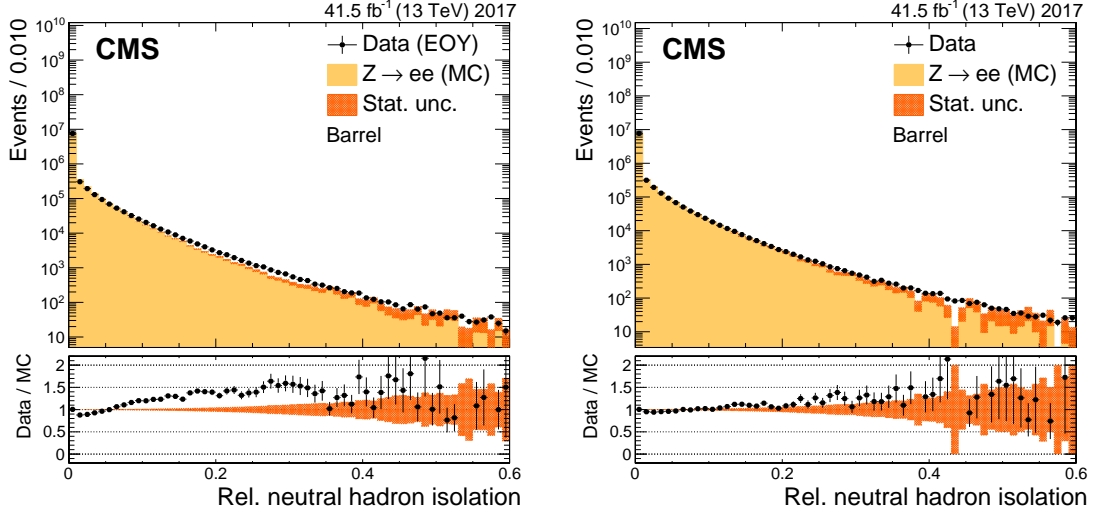 41.5 fb⁻¹ (13 TeV) 2017
CMS
Data (EOY)
Z → ee (MC)
Stat. unc.
Barrel
Events / 0.010
10¹⁰
10⁹
10⁸
10⁷
10⁶
10⁵
10⁴
10³
10²
10
Data / MC
2
1.5
1
0.5
0
0 0.2 0.4 0.6
Rel. neutral hadron isolation
41.5 fb⁻¹ (13 TeV) 2017
CMS
Data
Z → ee (MC)
Stat. unc.
Barrel
Events / 0.010
10¹⁰
10⁹
10⁸
10⁷
10⁶
10⁵
10⁴
10³
10²
10
Data / MC
2
1.5
1
0.5
0
0 0.2 0.4 0.6
Rel. neutral hadron isolation